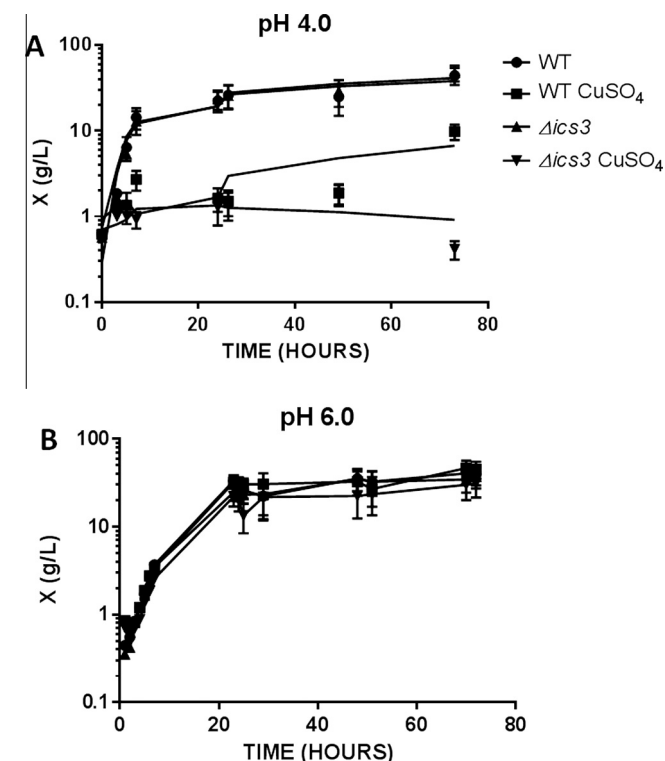 A
pH 4.0
100
10
1
0.1
X (g/L)
0 20 40 60 80
TIME (HOURS)
WT
WT CuSO₄
Δics3
Δics3 CuSO₄
B
pH 6.0
100
10
1
0.1
X (g/L)
0 20 40 60 80
TIME (HOURS)